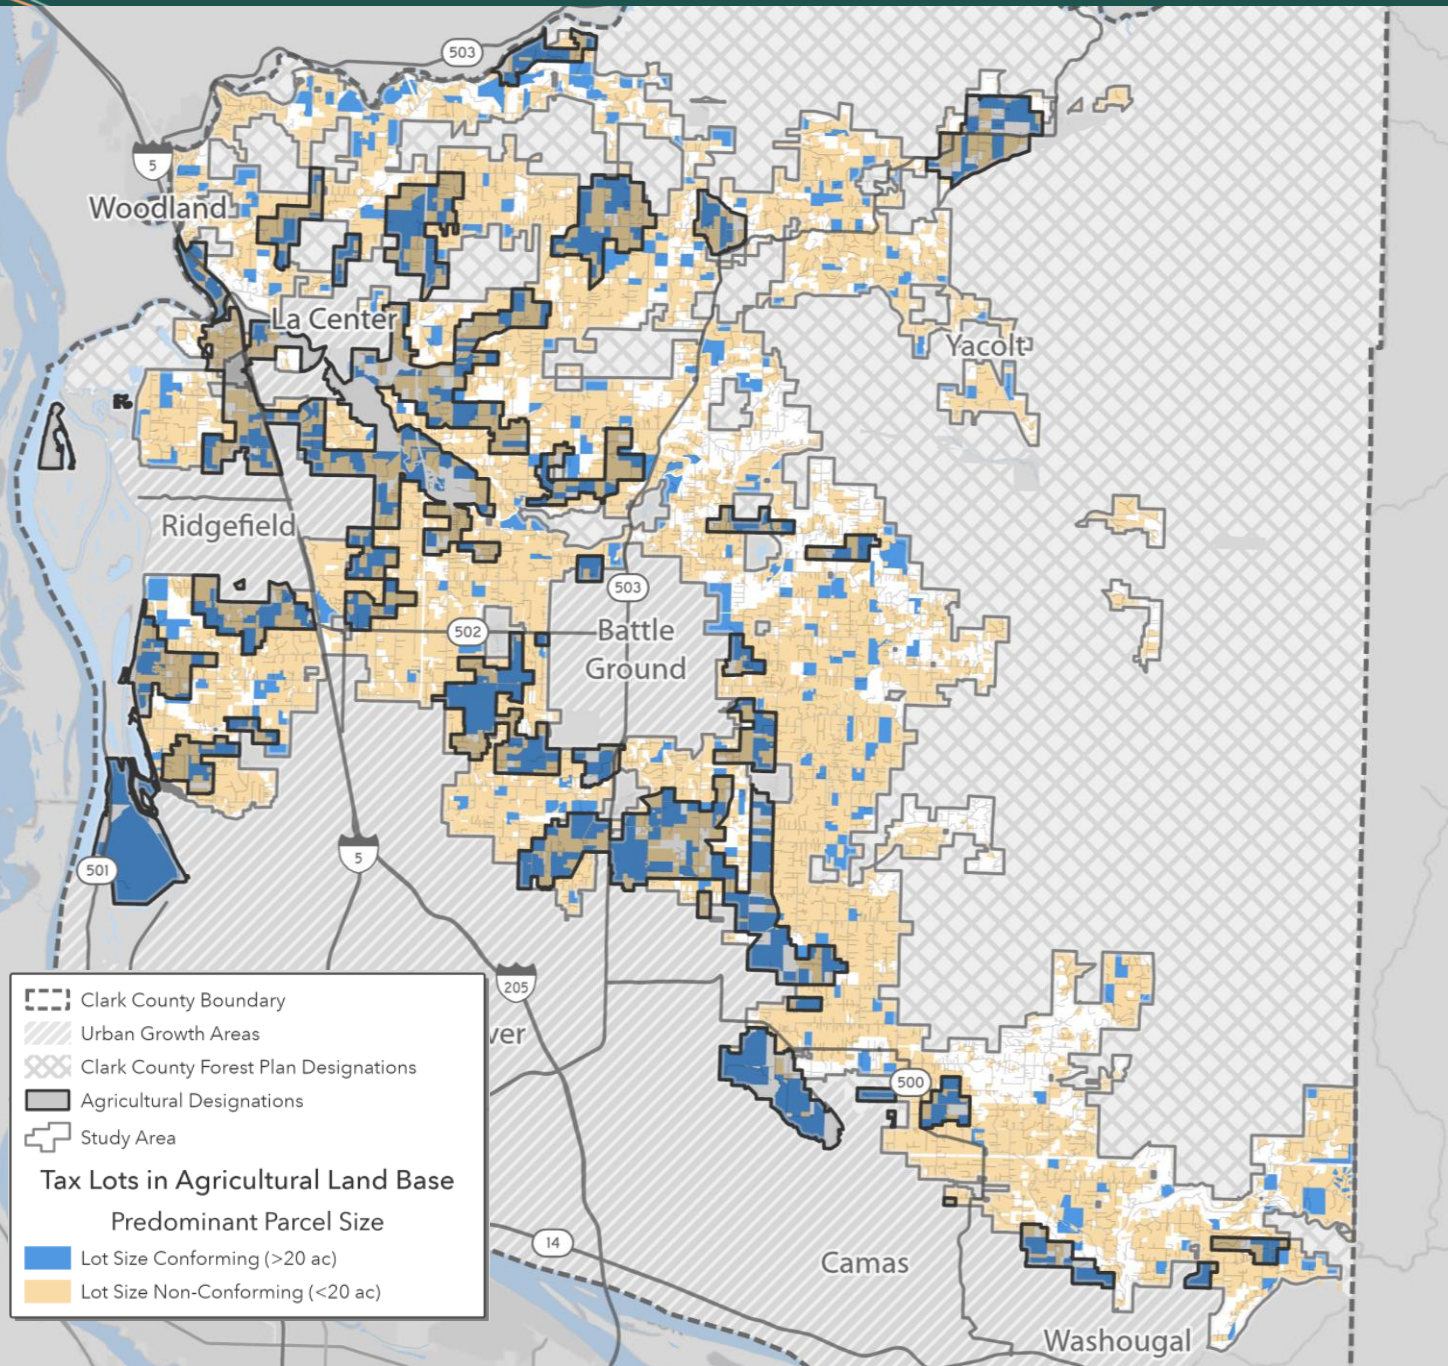 503
5
Woodland
La Center
Yacolt
Ridgefield
503
502
Battle
Ground
5
501
205
ver
500
14
Camas
Washougal
Clark County Boundary
Urban Growth Areas
Clark County Forest Plan Designations
Agricultural Designations
Study Area
Tax Lots in Agricultural Land Base
Predominant Parcel Size
Lot Size Conforming (>20 ac)
Lot Size Non-Conforming (<20 ac)